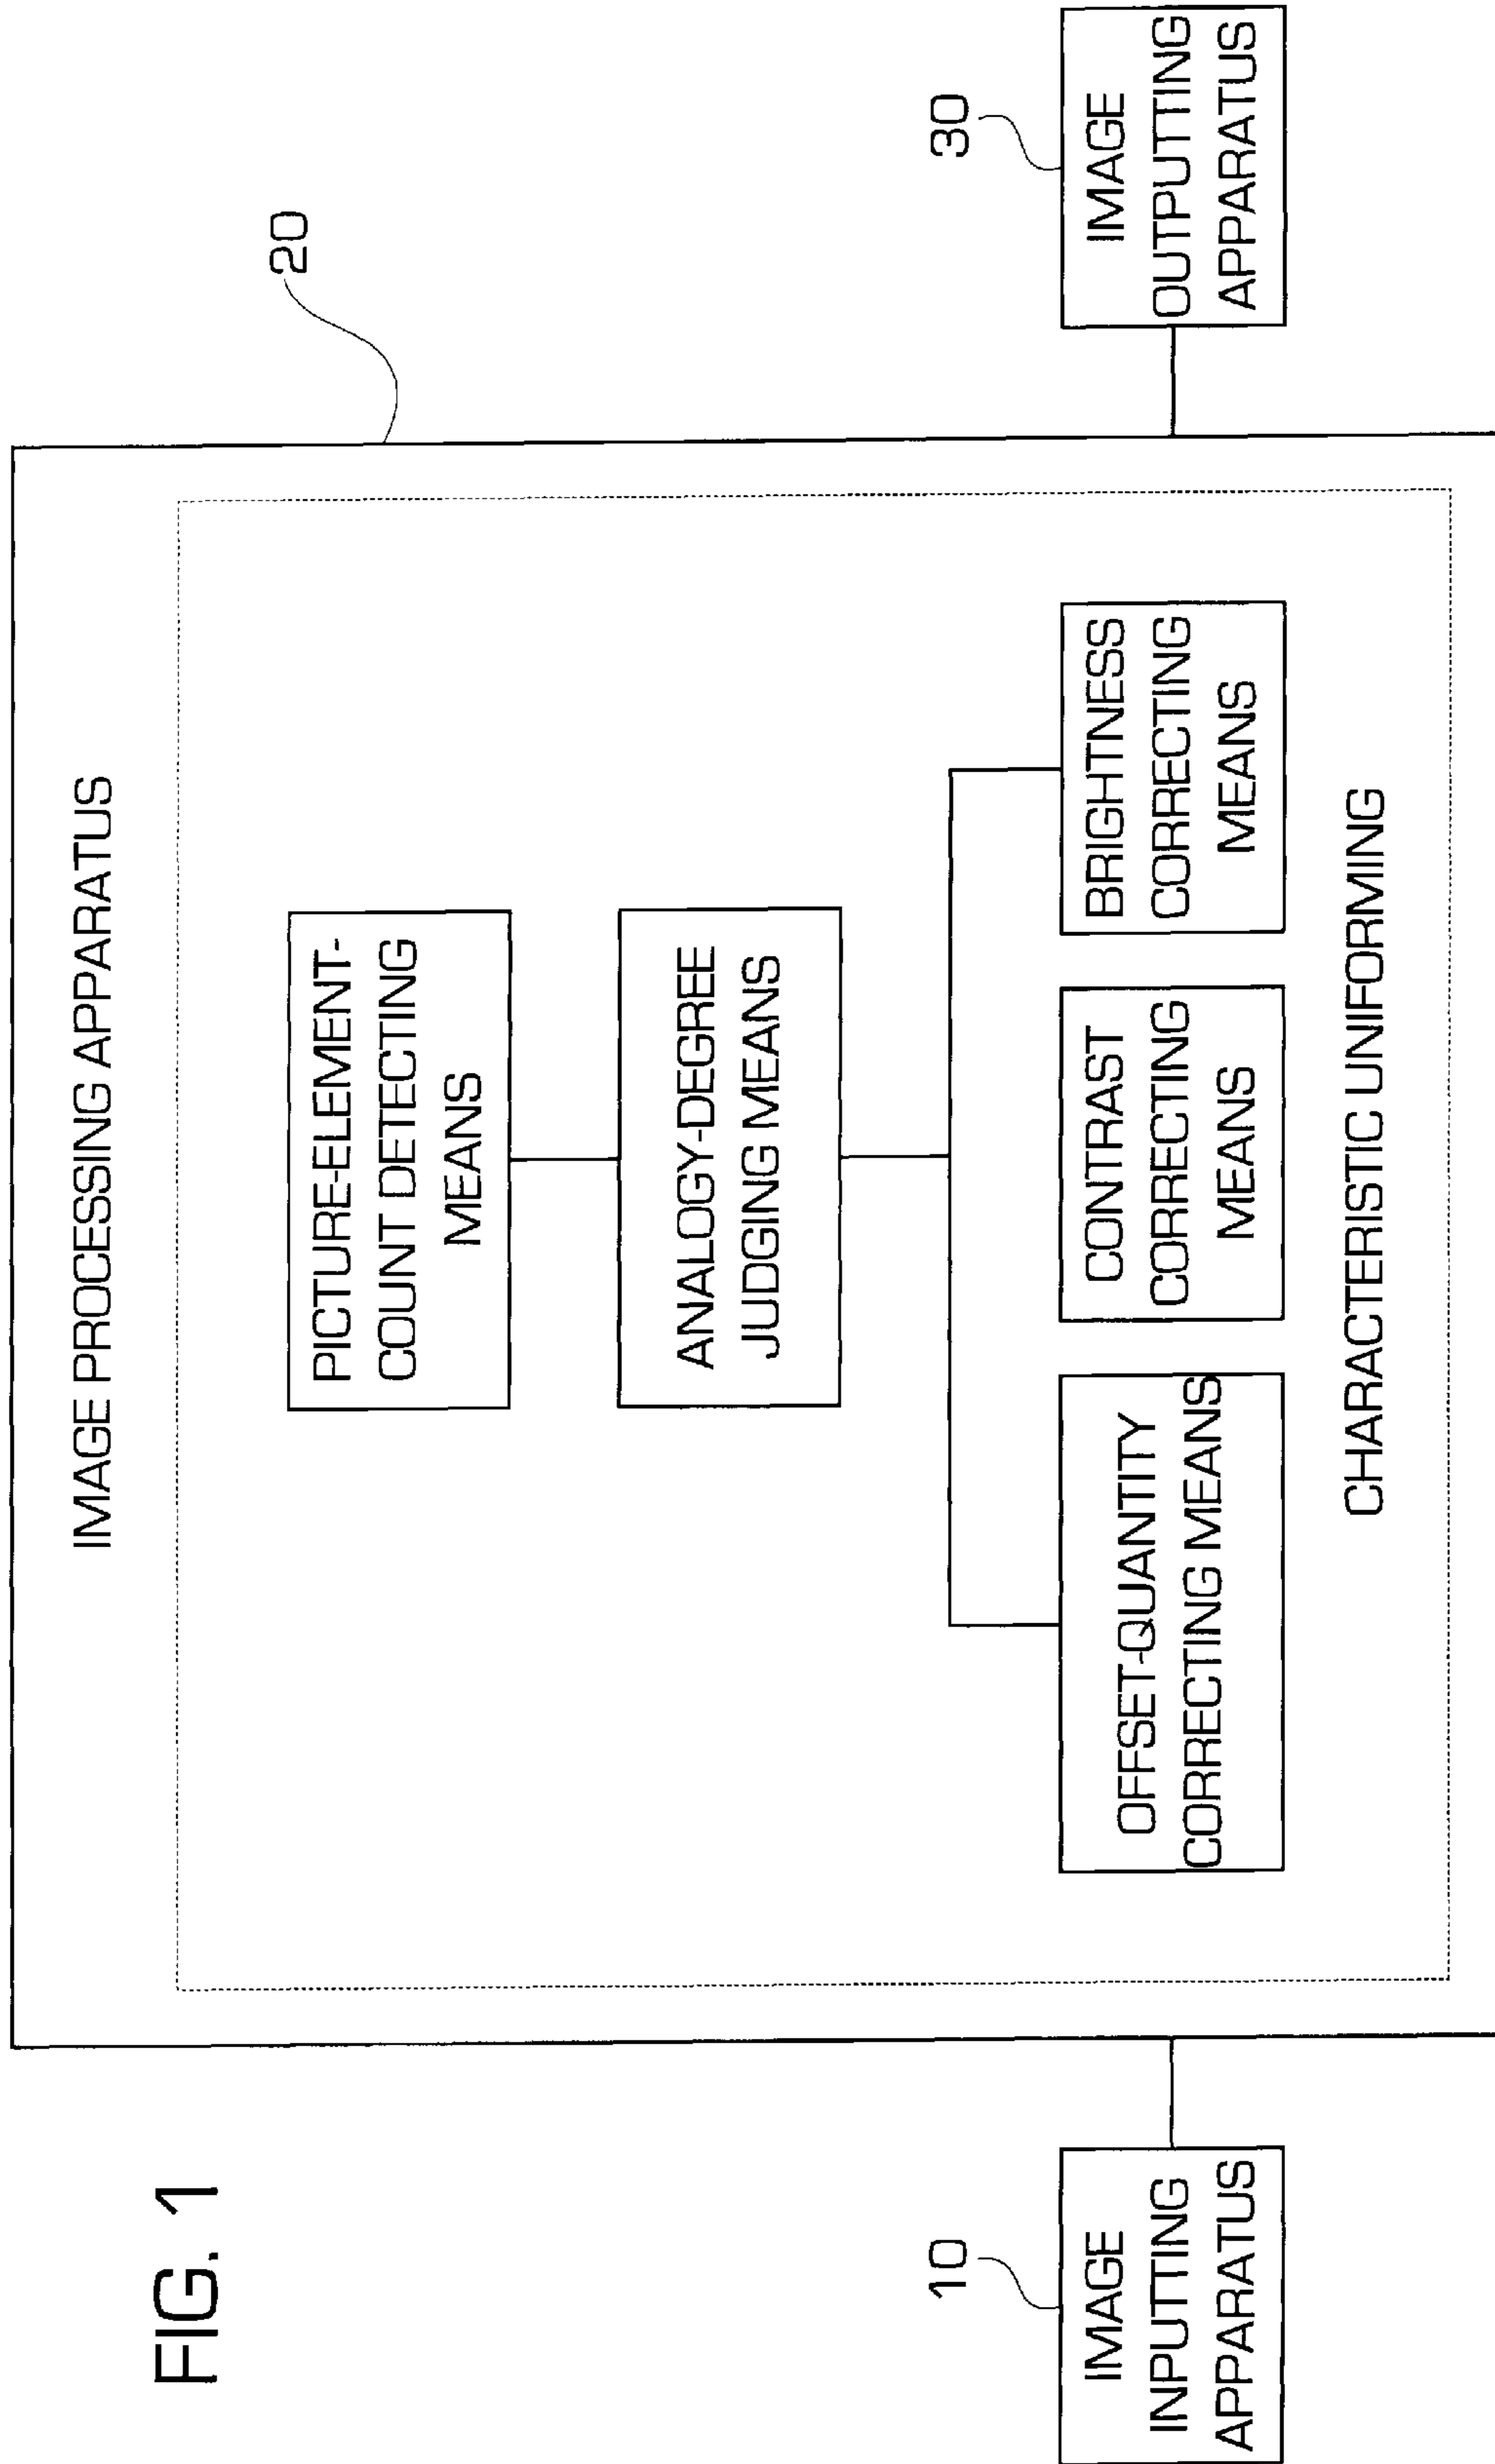 FIG. 1
IMAGE PROCESSING APPARATUS
20
PICTURE-ELEMENT-
COUNT DETECTING
MEANS
ANALOGY-DEGREE
JUDGING MEANS
10
IMAGE
INPUTTING
APPARATUS
OFFSET-QUANTITY
CORRECTING MEANS
CONTRAST
CORRECTING
MEANS
BRIGHTNESS
CORRECTING
MEANS
30
IMAGE
OUTPUTTING
APPARATUS
CHARACTERISTIC UNIFORMING